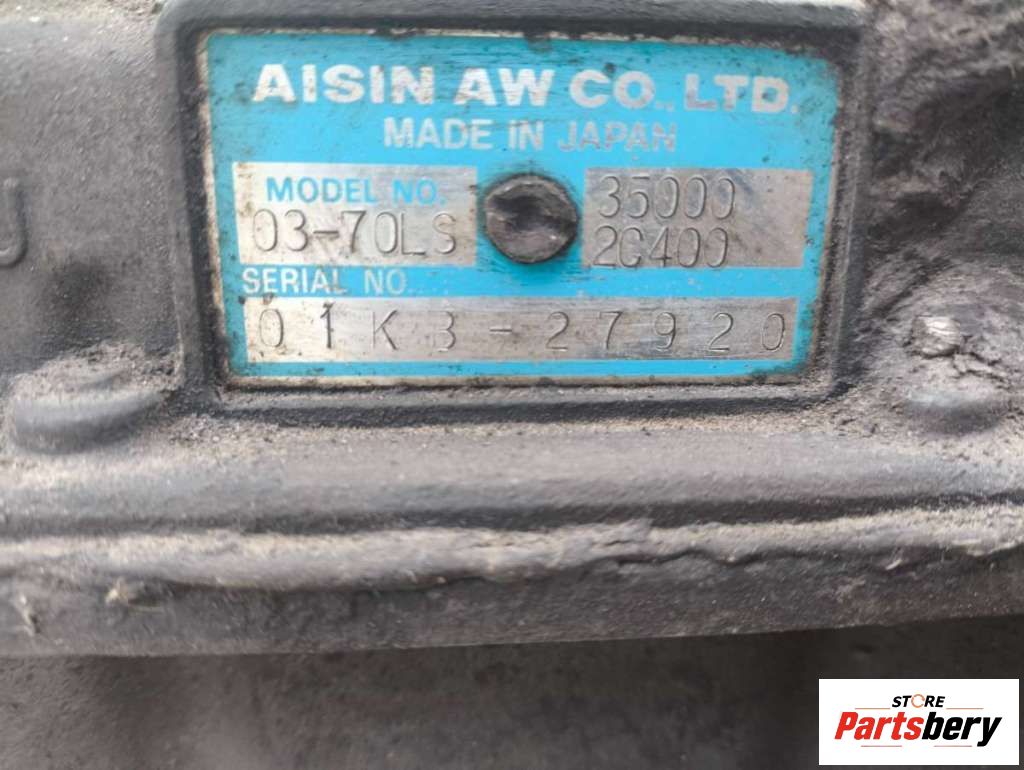 AISIN AW CO., LTD.
MADE IN JAPAN
MODEL NO.
03-70LS
35000
2C400
SERIAL NO.
01K3-27920
STORE
Partsbery